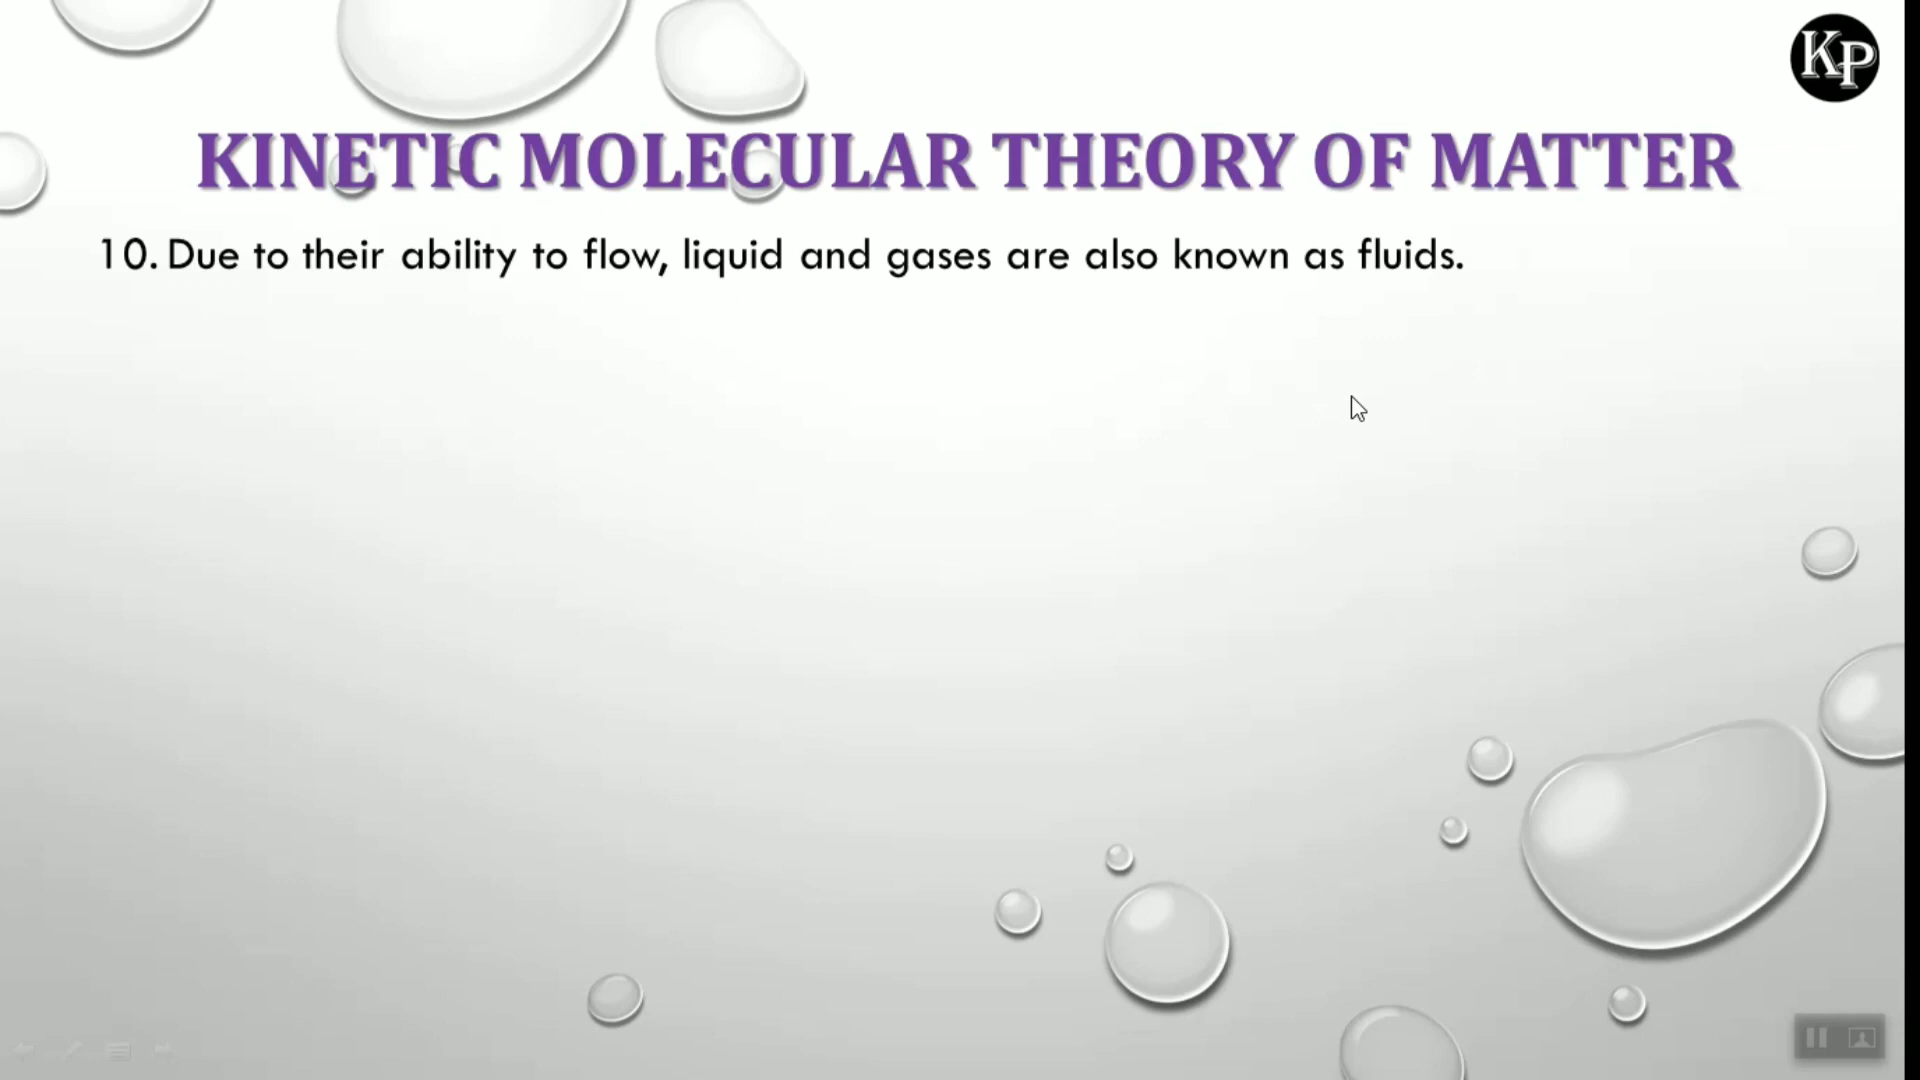 KP
KINETIC MOLECULAR THEORY OF MATTER
10. Due to their ability to flow, liquid and gases are also known as fluids.